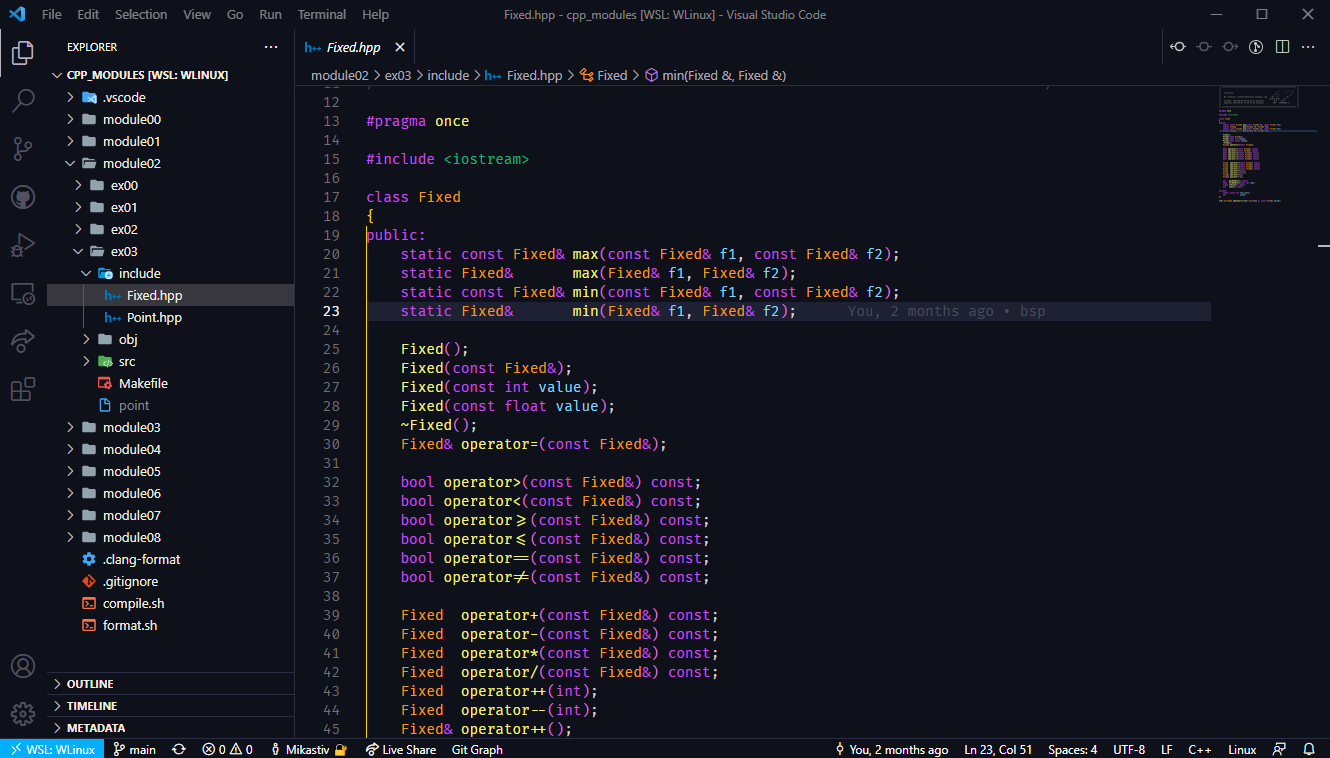 File Edit Selection View Go Run Terminal Help Fixed.hpp - cpp_modules [WSL: WLinux] - Visual Studio Code
EXPLORER
CPP_MODULES [WSL: WLINUX]
.vscode
module00
module01
module02
ex00
ex01
ex02
ex03
include
h++ Fixed.hpp
h++ Point.hpp
obj
src
Makefile
point
module03
module04
module05
module06
module07
module08
.clang-format
.gitignore
compile.sh
format.sh
OUTLINE
TIMELINE
METADATA
h++ Fixed.hpp
module02 > ex03 > include > h++ Fixed.hpp > Fixed > min(Fixed &, Fixed &)
11
12
13 #pragma once
14
15 #include <iostream>
16
17 class Fixed
18 {
19 public:
20 static const Fixed& max(const Fixed& f1, const Fixed& f2);
21 static Fixed& max(Fixed& f1, Fixed& f2);
22 static const Fixed& min(const Fixed& f1, const Fixed& f2);
23 static Fixed& min(Fixed& f1, Fixed& f2); You, 2 months ago • bsp
24
25 Fixed();
26 Fixed(const Fixed&);
27 Fixed(const int value);
28 Fixed(const float value);
29 ~Fixed();
30 Fixed& operator=(const Fixed&);
31
32 bool operator>(const Fixed&) const;
33 bool operator<(const Fixed&) const;
34 bool operator>=(const Fixed&) const;
35 bool operator<=(const Fixed&) const;
36 bool operator==(const Fixed&) const;
37 bool operator!=(const Fixed&) const;
38
39 Fixed operator+(const Fixed&) const;
40 Fixed operator-(const Fixed&) const;
41 Fixed operator*(const Fixed&) const;
42 Fixed operator/(const Fixed&) const;
43 Fixed operator++(int);
44 Fixed operator--(int);
45 Fixed& operator++();
WSL: WLinux main 0 0 Mikastiv Live Share Git Graph You, 2 months ago Ln 23, Col 51 Spaces: 4 UTF-8 LF C++ Linux